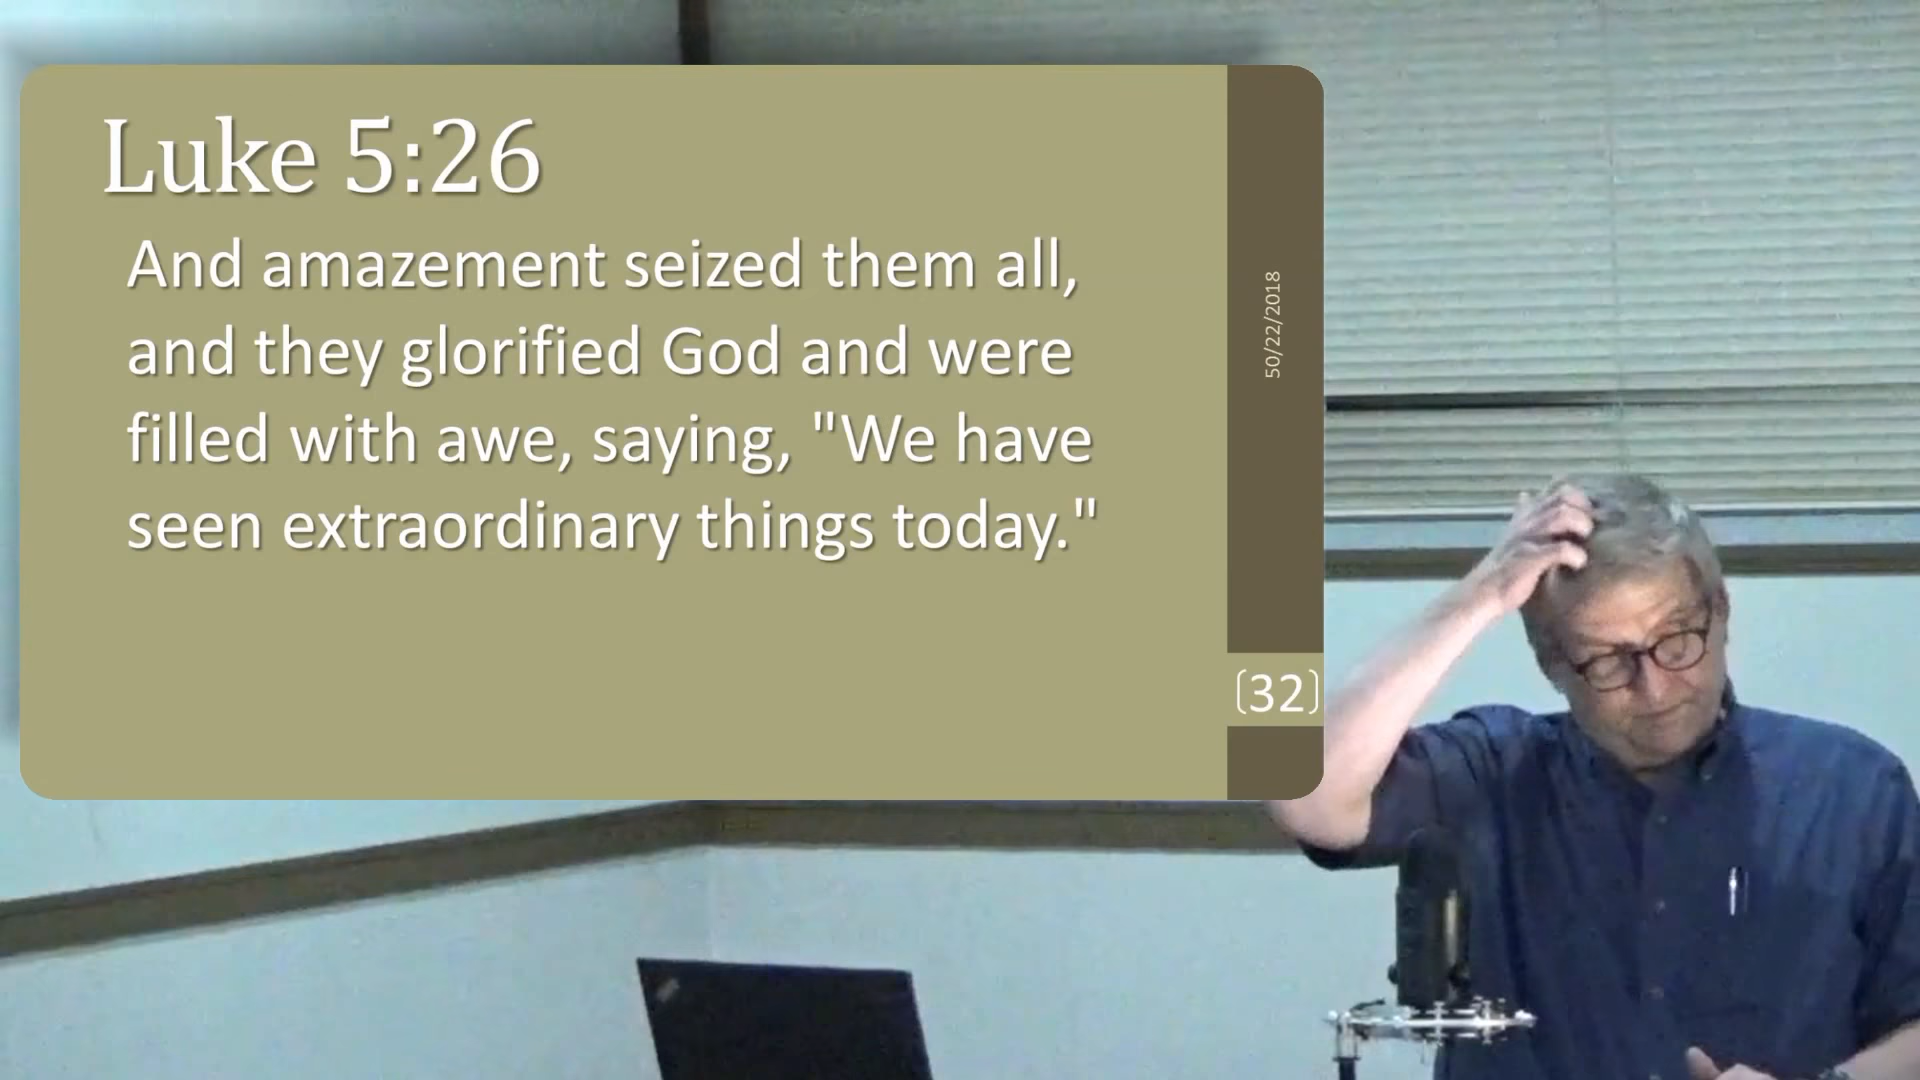 Luke 5:26
And amazement seized them all,
and they glorified God and were
filled with awe, saying, "We have
seen extraordinary things today."
50/22/2018
32